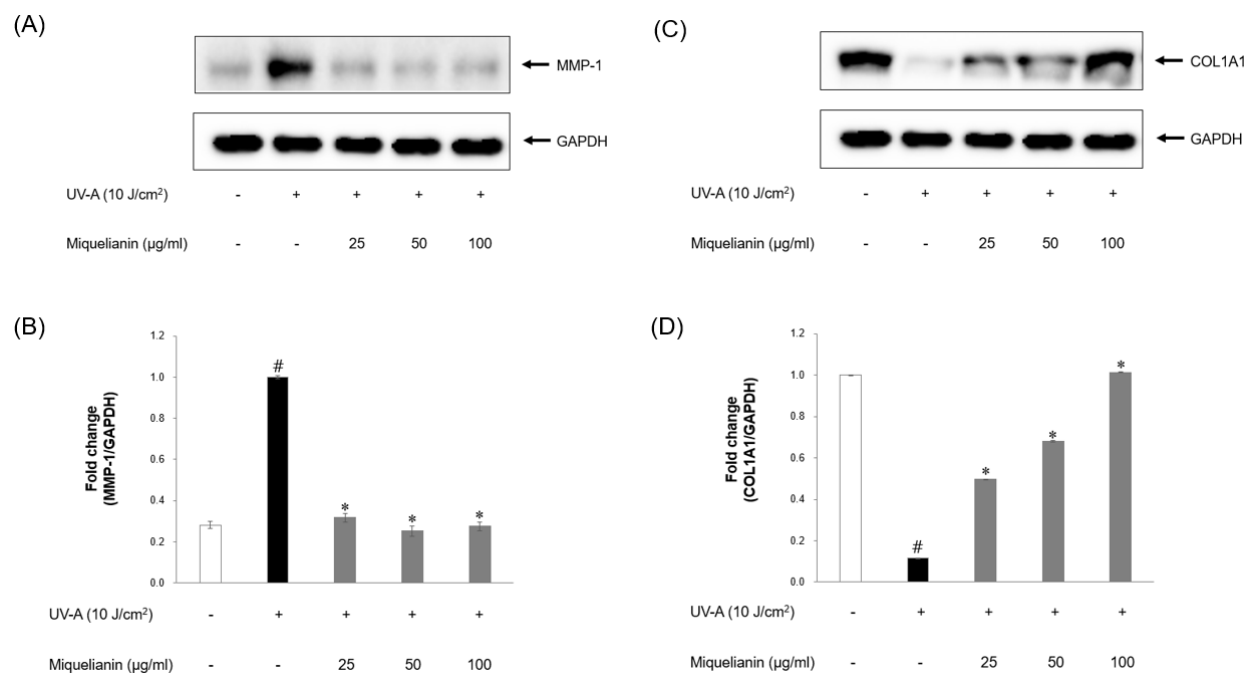 (A)
MMP-1
GAPDH
UV-A (10 J/cm²) - + + + +
Miquelianin (μg/ml) - - 25 50 100
(B)
1.2
1.0
0.8
0.6
0.4
0.2
0.0
Fold change
(MMP-1/GAPDH)
#
*
*
*
UV-A (10 J/cm²) - + + + +
Miquelianin (μg/ml) - - 25 50 100
(C)
COL1A1
GAPDH
UV-A (10 J/cm²) - + + + +
Miquelianin (μg/ml) - - 25 50 100
(D)
1.2
1.0
0.8
0.6
0.4
0.2
0.0
Fold change
(COL1A1/GAPDH)
#
*
*
*
UV-A (10 J/cm²) - + + + +
Miquelianin (μg/ml) - - 25 50 100